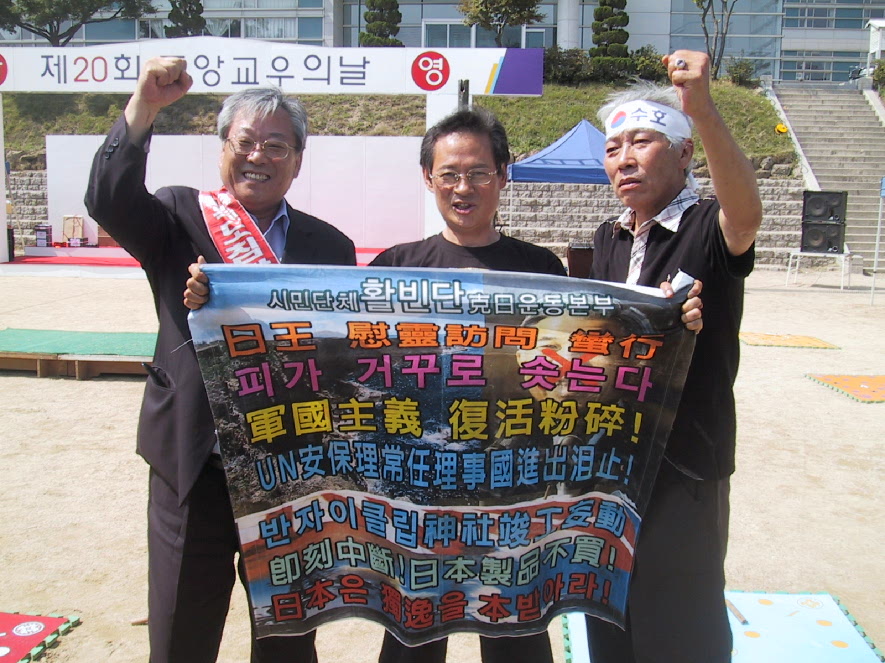 제20회 중앙교우의날 영
수호
시민단체 활빈단 克日운동본부
日王 慰靈訪問 蠻行
피가 거꾸로 솟는다
軍國主義 復活粉碎!
UN安保理常任理事國進出沮止!
반자이클립神社竣工妄動
即刻中斷!日本製品不買!
日本은 獨逸을 본받아라!